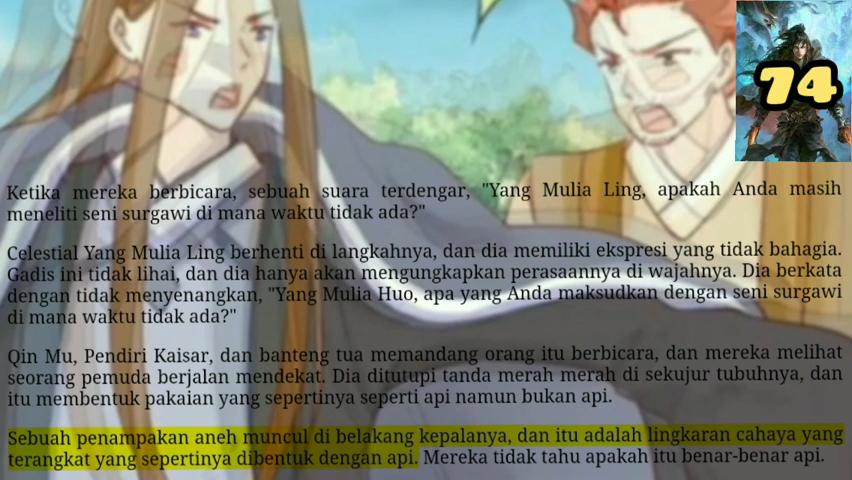 74
Ketika mereka berbicara, sebuah suara terdengar, "Yang Mulia Ling, apakah Anda masih
meneliti seni surgawi di mana waktu tidak ada?"
Celestial Yang Mulia Ling berhenti di langkahnya, dan dia memiliki ekspresi yang tidak bahagia.
Gadis ini tidak lihai, dan dia hanya akan mengungkapkan perasaannya di wajahnya. Dia berkata
dengan tidak menyenangkan, "Yang Mulia Huo, apa yang Anda maksudkan dengan seni surgawi
di mana waktu tidak ada?"
Qin Mu, Pendiri Kaisar, dan banteng tua memandang orang itu berbicara, dan mereka melihat
seorang pemuda berjalan mendekat. Dia ditutupi tanda merah merah di sekujur tubuhnya, dan
itu membentuk pakaian yang sepertinya seperti api namun bukan api.
Sebuah penampakan aneh muncul di belakang kepalanya, dan itu adalah lingkaran cahaya yang
terangkat yang sepertinya dibentuk dengan api. Mereka tidak tahu apakah itu benar-benar api.